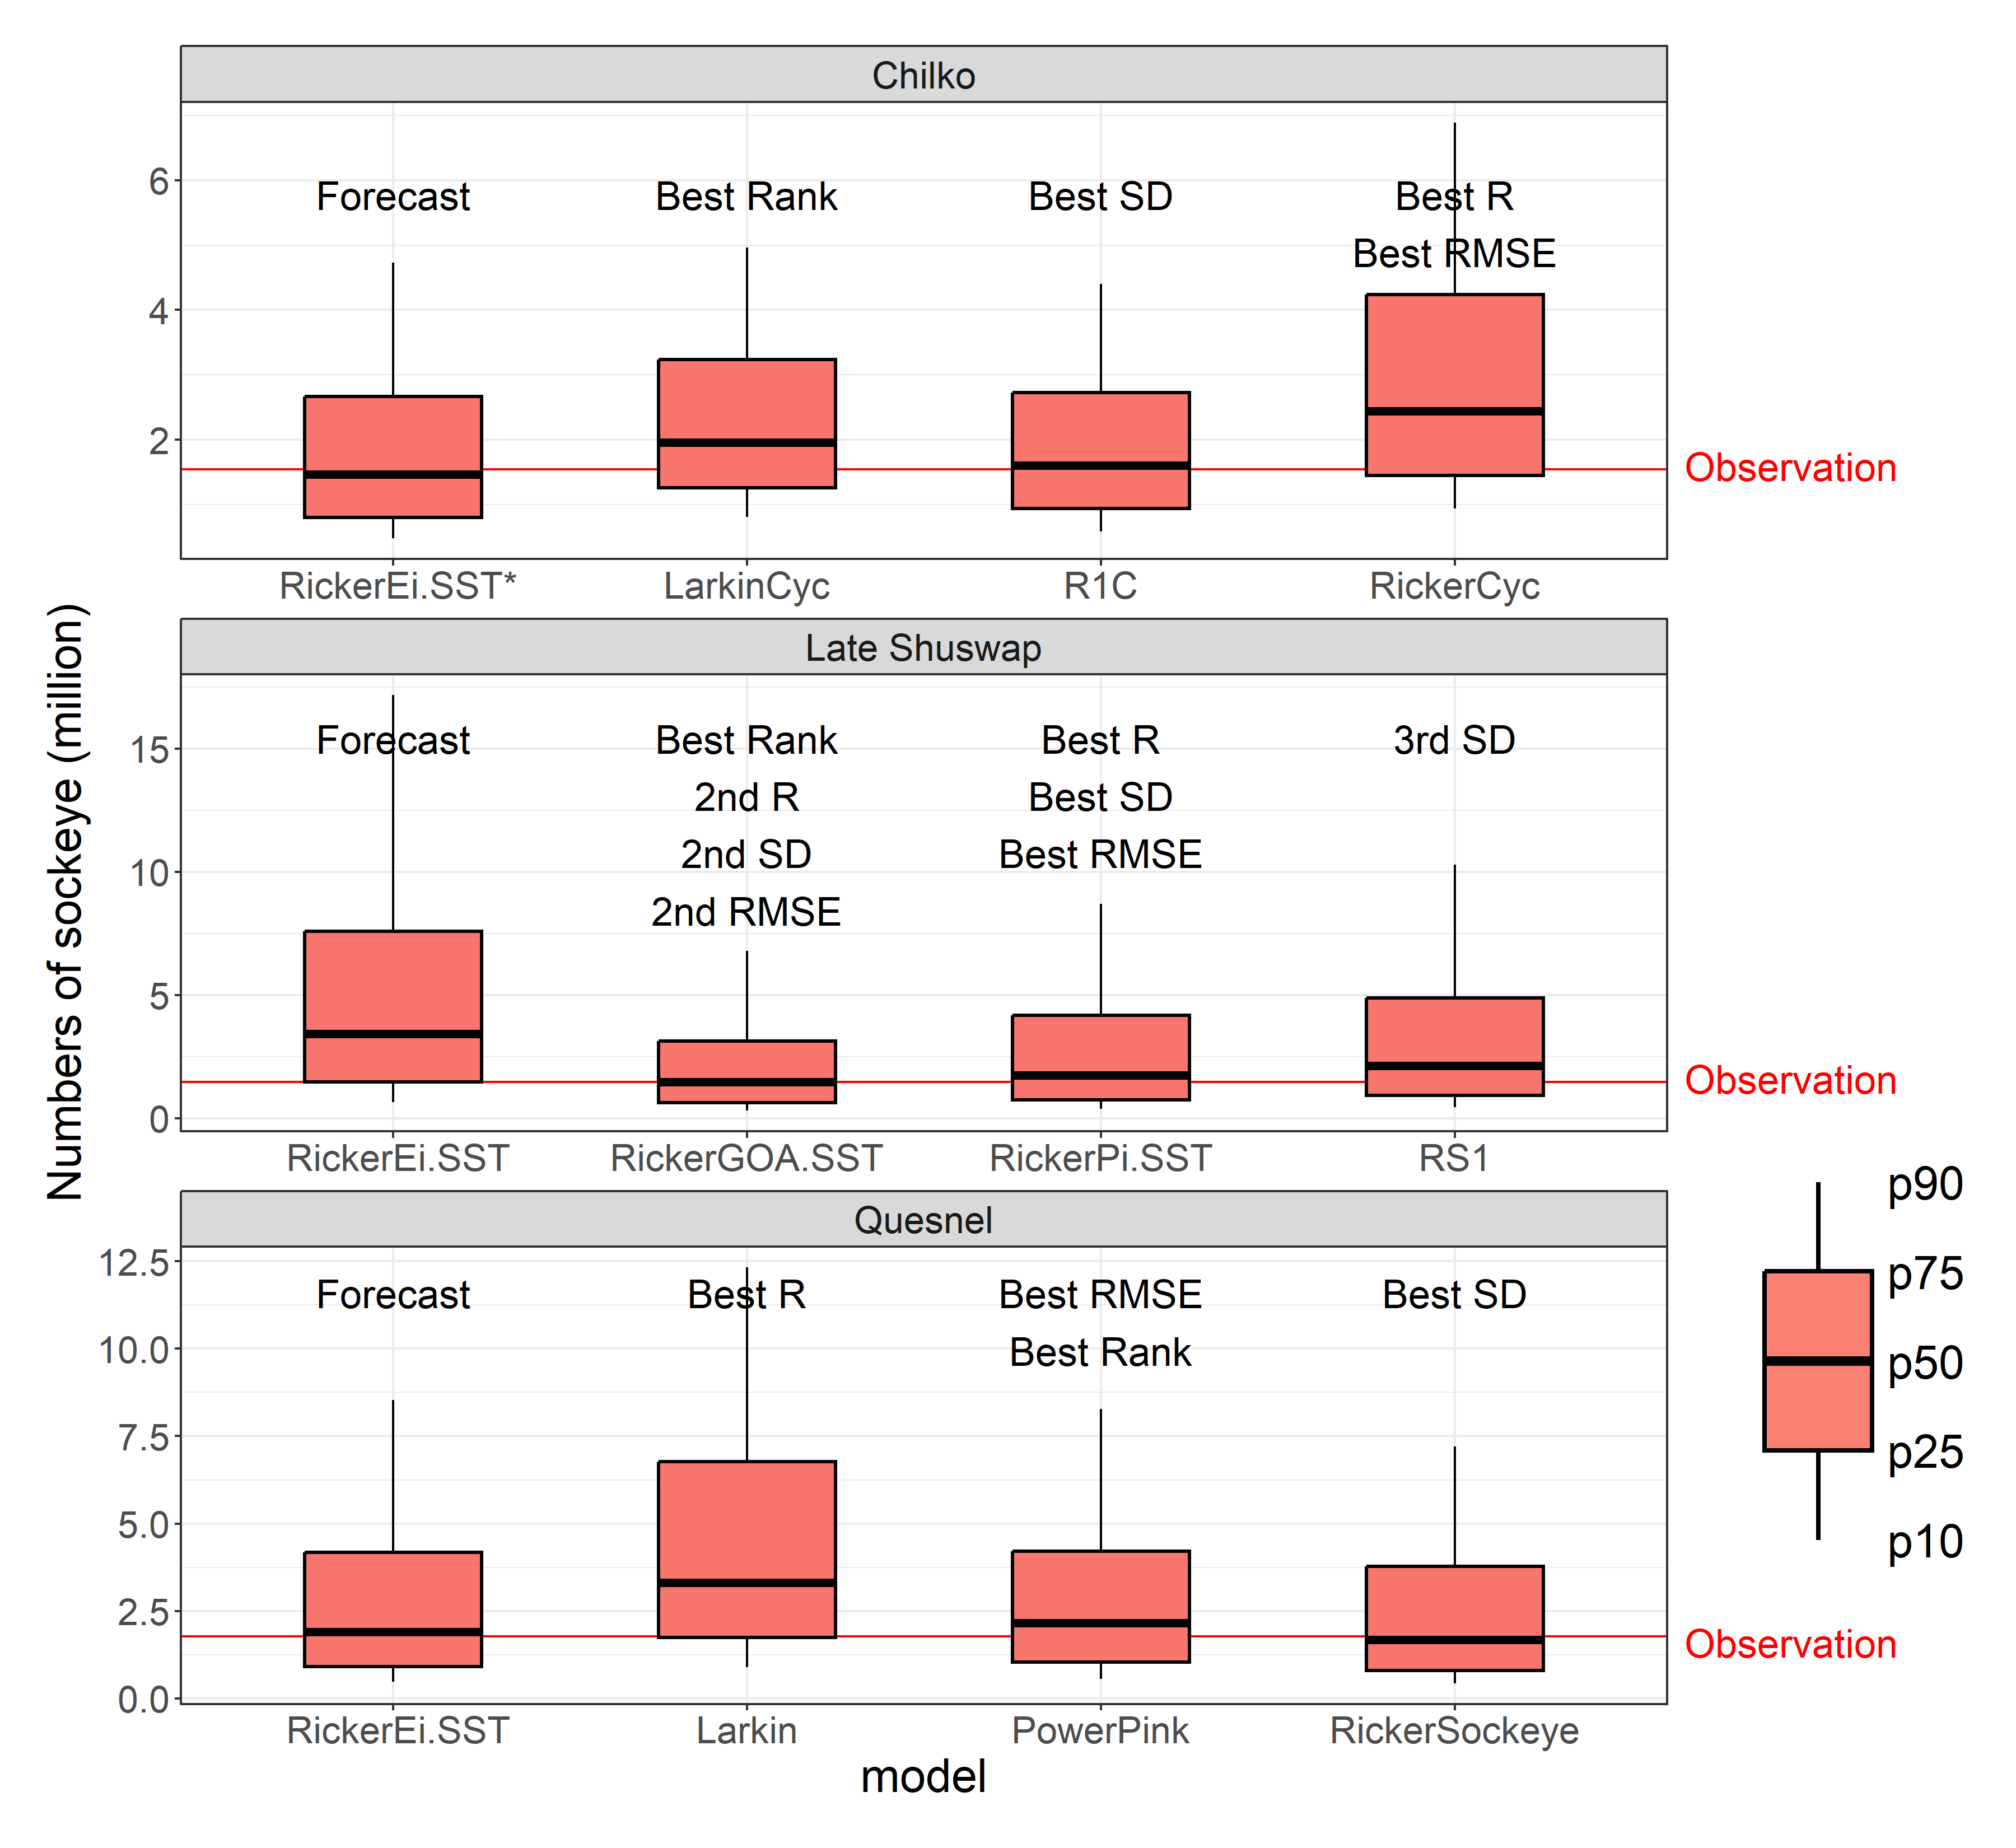 Chilko
Forecast
Best Rank
Best SD
Best R
Best RMSE
6
4
2
Observation
RickerEi.SST*
LarkinCyc
R1C
RickerCyc
Numbers of sockeye (million)
Late Shuswap
Forecast
Best Rank
2nd R
2nd SD
2nd RMSE
Best R
Best SD
Best RMSE
3rd SD
15
10
5
0
Observation
RickerEi.SST
RickerGOA.SST
RickerPi.SST
RS1
Quesnel
Forecast
Best R
Best RMSE
Best Rank
Best SD
12.5
10.0
7.5
5.0
2.5
0.0
Observation
RickerEi.SST
Larkin
PowerPink
RickerSockeye
model
p90
p75
p50
p25
p10